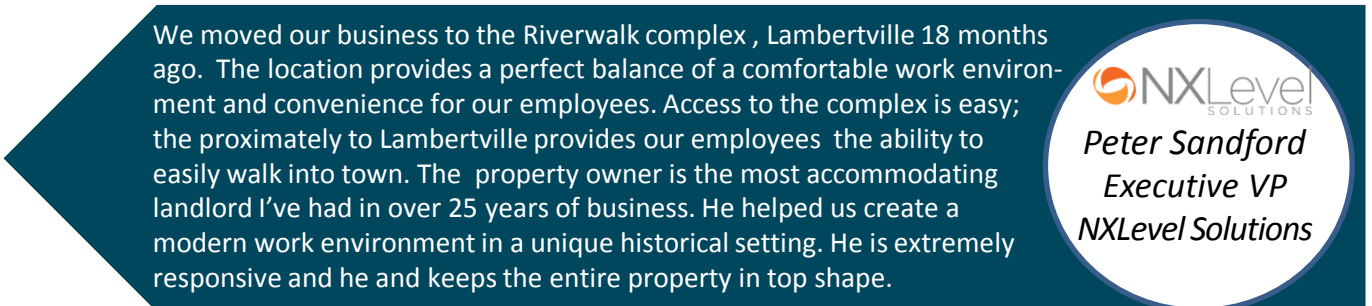 We moved our business to the Riverwalk complex , Lambertville 18 months
ago.  The location provides a perfect balance of a comfortable work environ-
ment and convenience for our employees. Access to the complex is easy;
the proximately to Lambertville provides our employees  the ability to
easily walk into town. The  property owner is the most accommodating
landlord I've had in over 25 years of business. He helped us create a
modern work environment in a unique historical setting. He is extremely
responsive and he and keeps the entire property in top shape.
NXLevel
SOLUTIONS
Peter Sandford
Executive VP
NXLevel Solutions